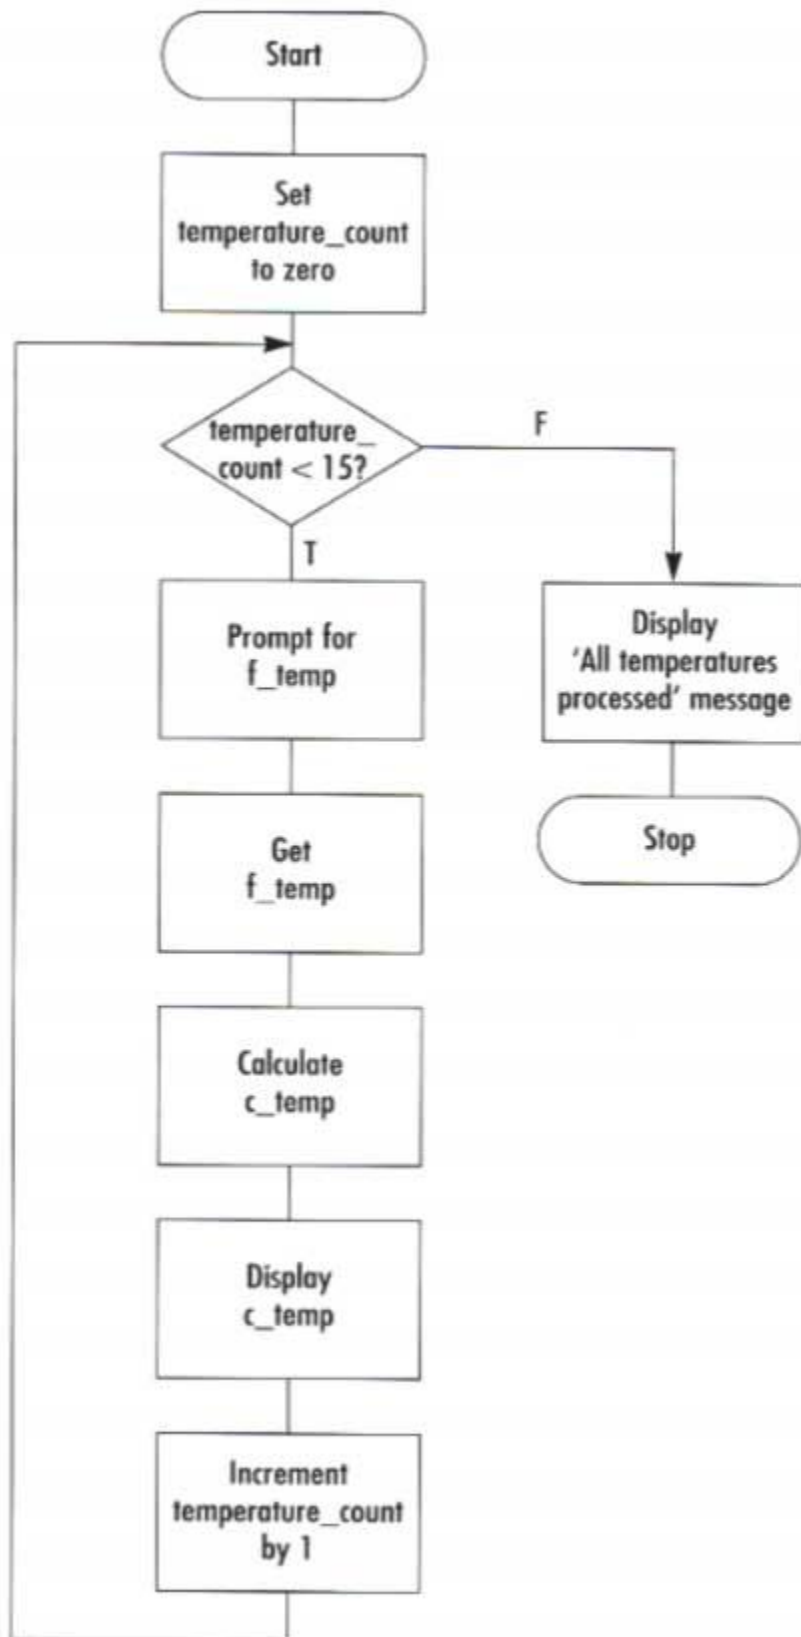 Start
Set
temperature_count
to zero
temperature_
count < 15?
F
T
Prompt for
f_temp
Display
'All temperatures
processed' message
Get
f_temp
Stop
Calculate
c_temp
Display
c_temp
Increment
temperature_count
by 1